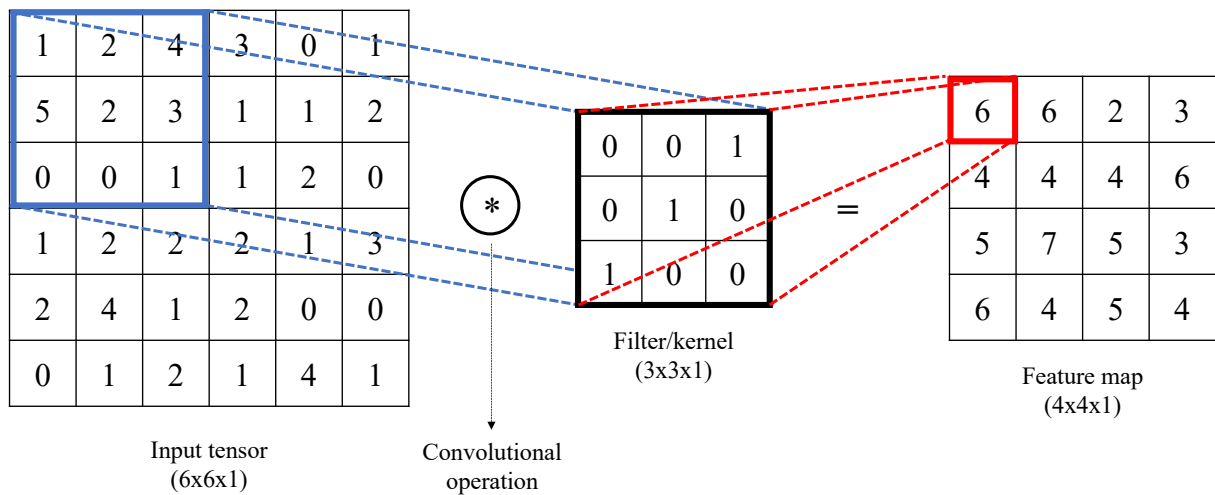 1 2 4 3 0 1
5 2 3 1 1 2
0 0 1 1 2 0
1 2 2 2 1 3
2 4 1 2 0 0
0 1 2 1 4 1
Input tensor
(6x6x1)
*
Convolutional
operation
0 0 1
0 1 0
1 0 0
Filter/kernel
(3x3x1)
=
6 6 2 3
4 4 4 6
5 7 5 3
6 4 5 4
Feature map
(4x4x1)